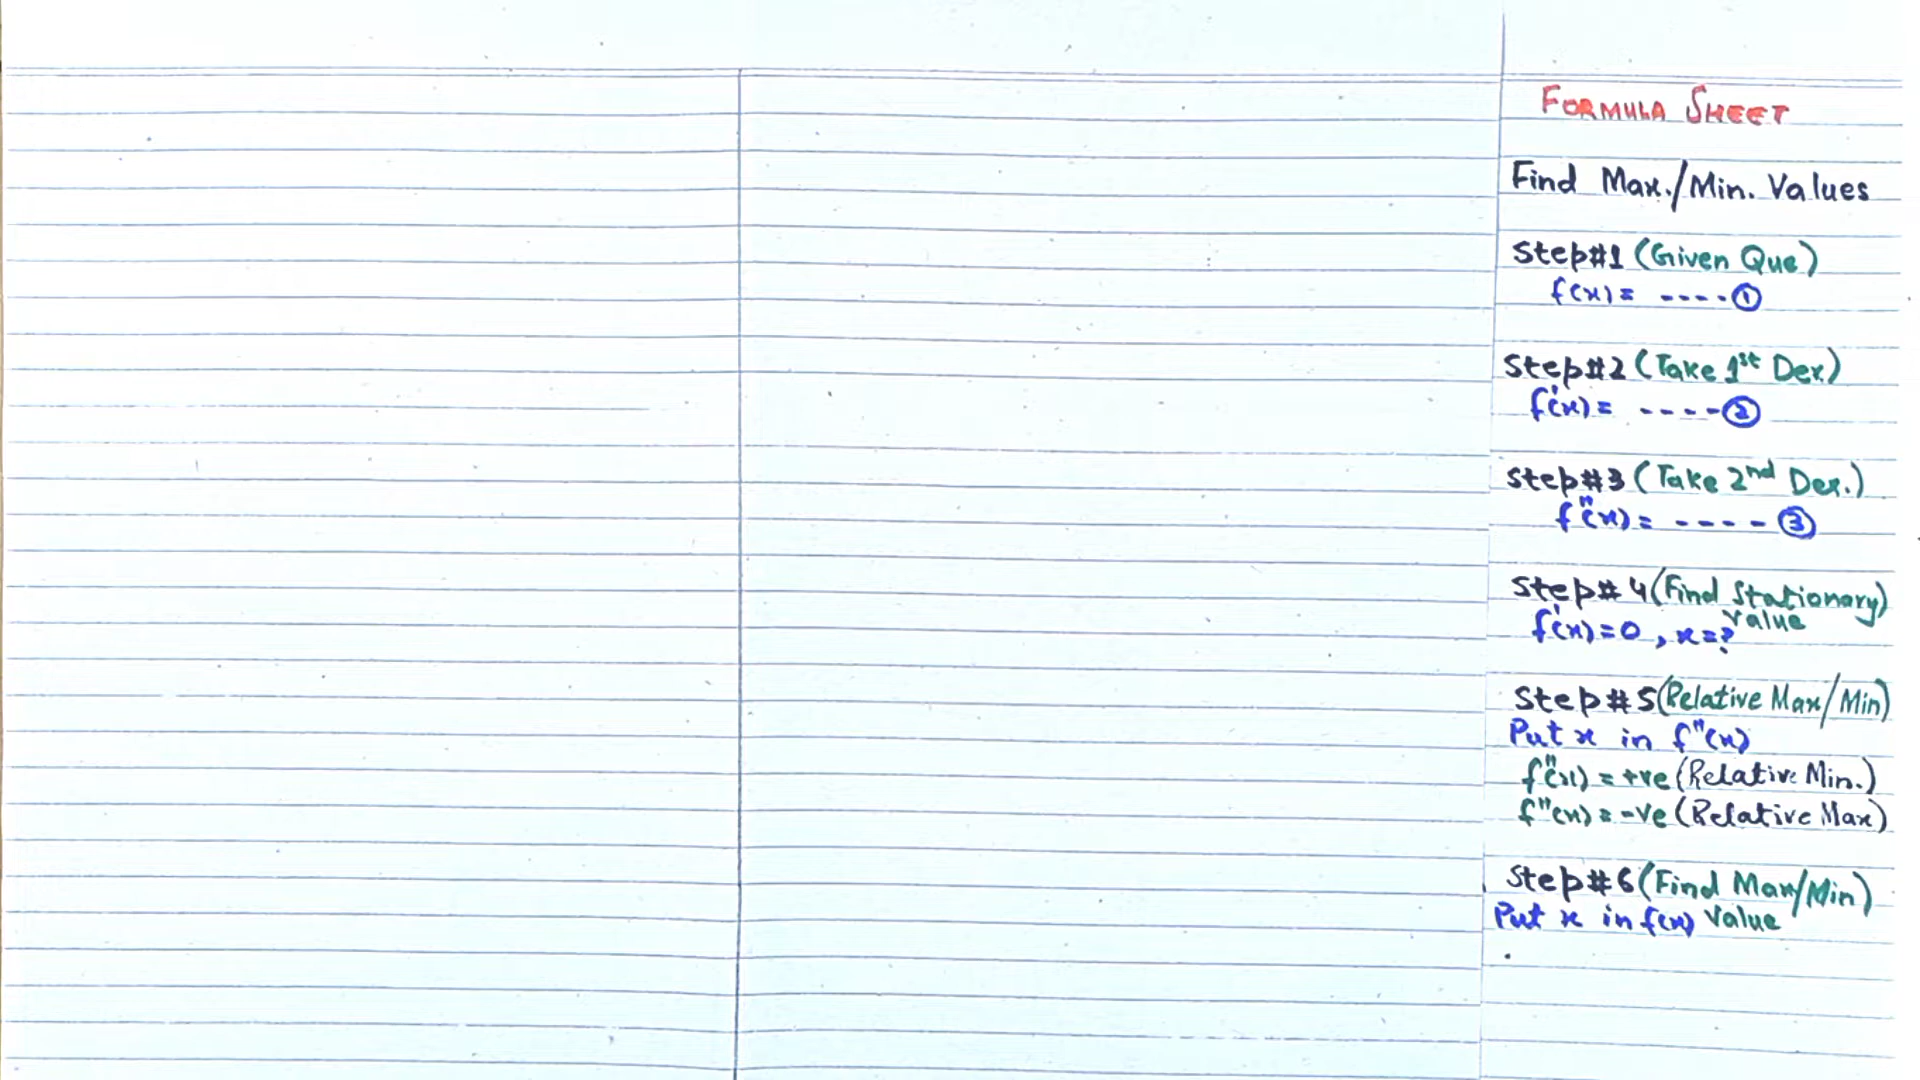 FORMULA SHEET
Find Max./Min. Values
Step#1 (Given Que)
f(x) = ---- ①
Step#2 (Take 1st Der.)
f'(x) = ---- ②
Step#3 (Take 2nd Der.)
f"(x) = ---- ③
Step#4 (Find Stationary)
Value
f'(x) = 0 , x = ?
Step#5 (Relative Max/Min)
Put x in f"(x)
f"(x) = +ve (Relative Min.)
f"(x) = -ve (Relative Max)
Step#6 (Find Max/Min)
Put x in f(x) Value